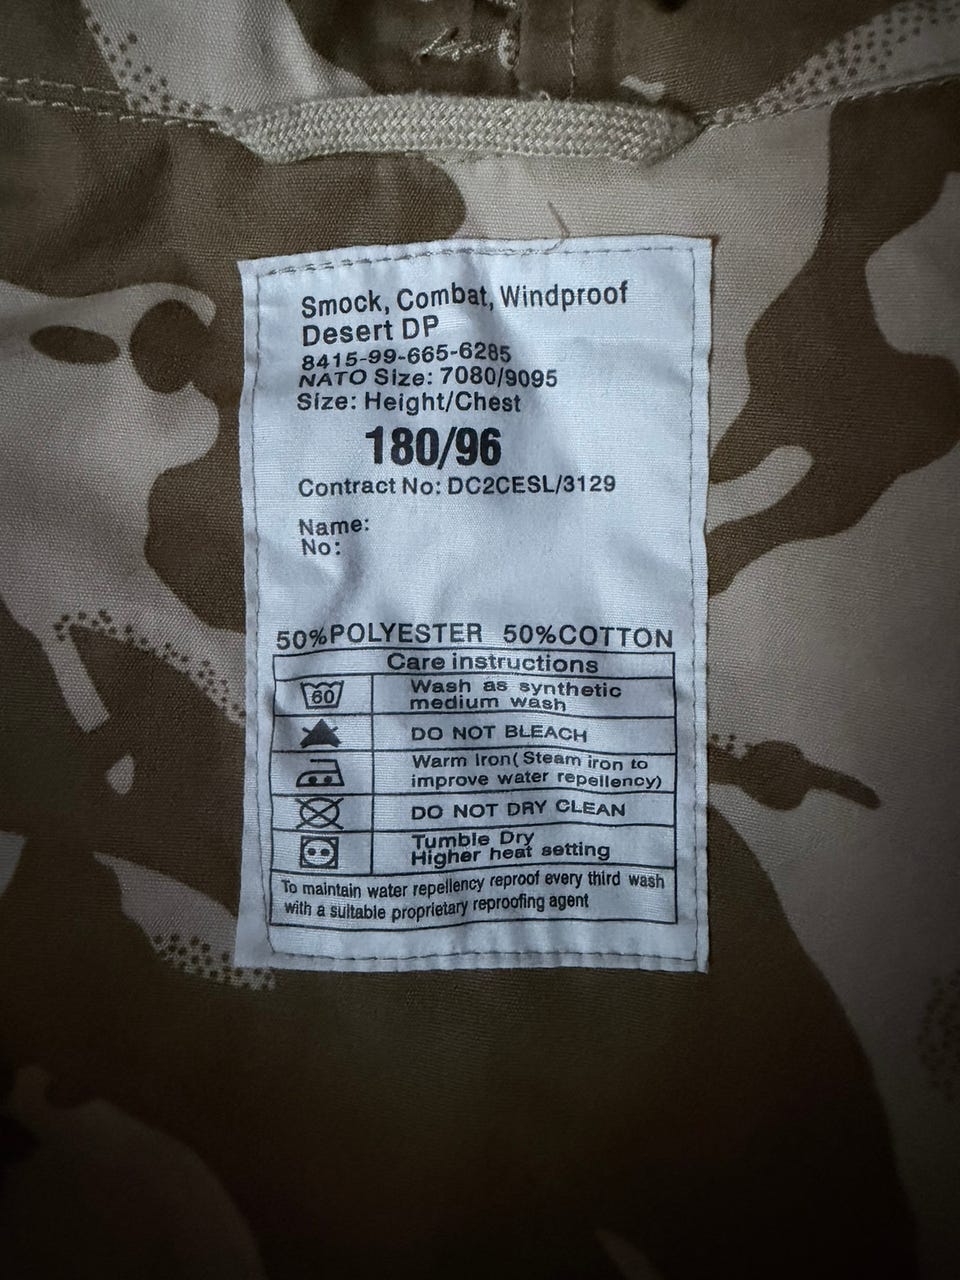 Smock, Combat, Windproof
Desert DP
8415-99-665-6285
NATO Size: 7080/9095
Size: Height/Chest
180/96
Contract No: DC2CESL/3129
Name:
No:
50%POLYESTER 50%COTTON
Care instructions
60
Wash as synthetic
medium wash
DO NOT BLEACH
Warm Iron(Steam iron to
improve water repellency)
DO NOT DRY CLEAN
Tumble Dry
Higher heat setting
To maintain water repellency reproof every third wash
with a suitable proprietary reproofing agent